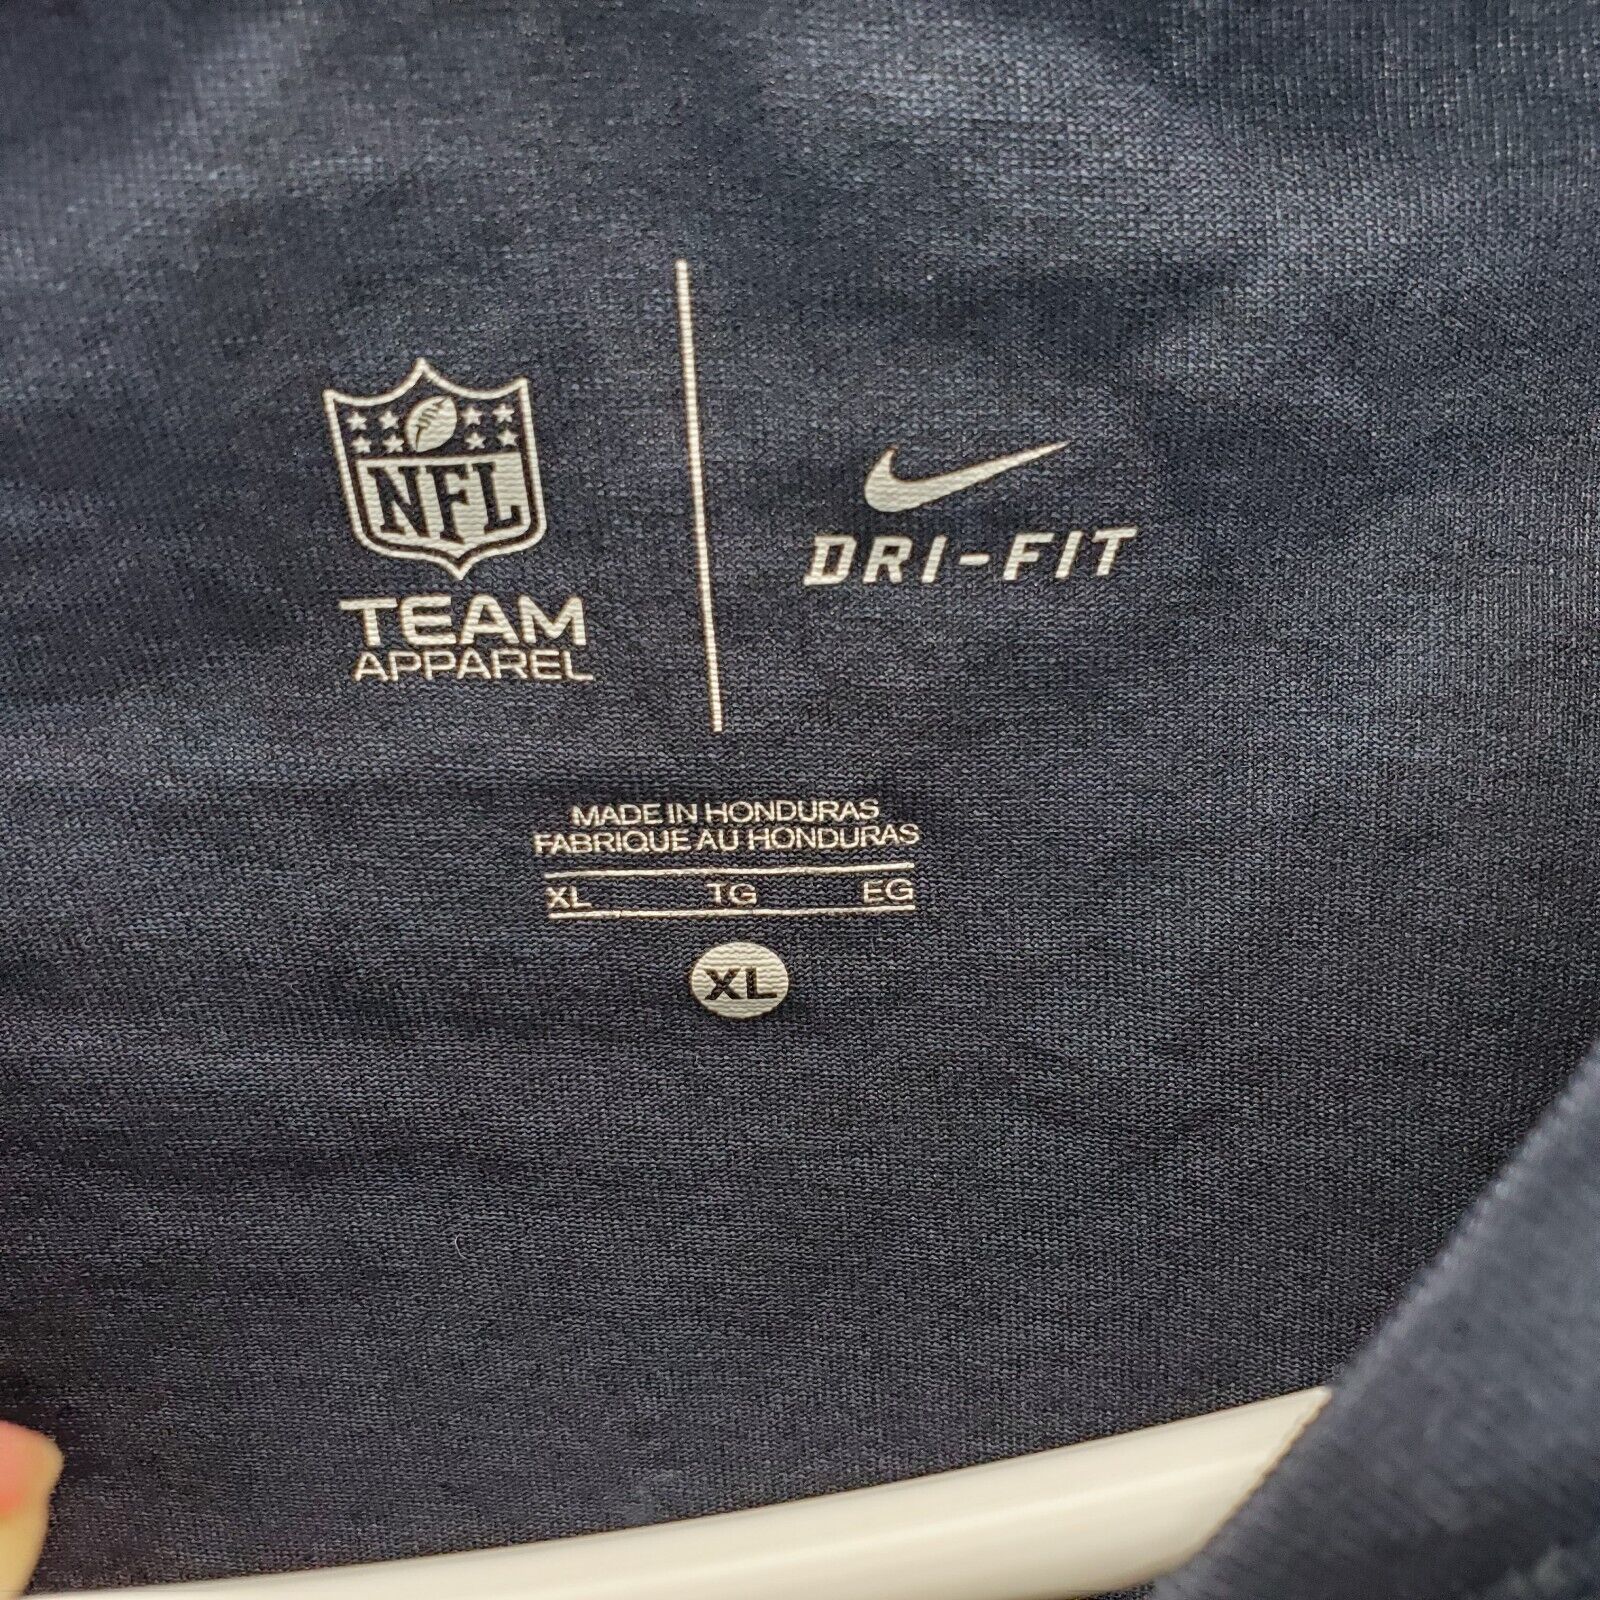 NFL
TEAM
APPAREL
DRI-FIT
MADE IN HONDURAS
FABRIQUE AU HONDURAS
XL TG EG
XL